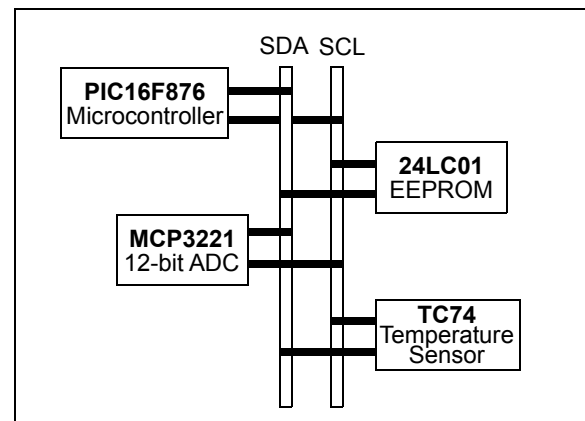 SDA SCL
PIC16F876
Microcontroller
24LC01
EEPROM
MCP3221
12-bit ADC
TC74
Temperature
Sensor